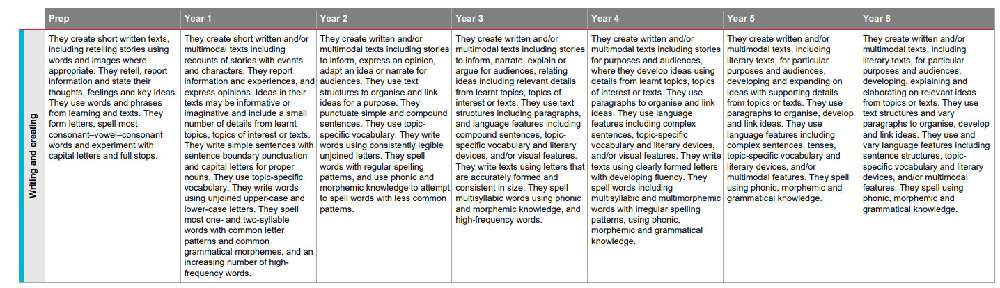 Prep
Year 1
Year 2
Year 3
Year 4
Year 5
Year 6
Writing and creating
They create short written texts,
including retelling stories using
words and images where
appropriate. They retell, report
information and state their
thoughts, feelings and key ideas.
They use words and phrases
from learning and texts. They
form letters, spell most
consonant–vowel–consonant
words and experiment with
capital letters and full stops.
They create short written and/or
multimodal texts including
recounts of stories with events
and characters. They report
information and experiences, and
express opinions. Ideas in their
texts may be informative or
imaginative and include a small
number of details from learnt
topics, topics of interest or texts.
They write simple sentences with
sentence boundary punctuation
and capital letters for proper
nouns. They use topic-specific
vocabulary. They write words
using unjoined upper-case and
lower-case letters. They spell
most one- and two-syllable
words with common letter
patterns and common
grammatical morphemes, and an
increasing number of high-
frequency words.
They create written and/or
multimodal texts including stories
to inform, express an opinion,
adapt an idea or narrate for
audiences. They use text
structures to organise and link
ideas for a purpose. They
punctuate simple and compound
sentences. They use topic-
specific vocabulary. They write
words using consistently legible
unjoined letters. They spell
words with regular spelling
patterns, and use phonic and
morphemic knowledge to attempt
to spell words with less common
patterns.
They create written and/or
multimodal texts including stories
to inform, narrate, explain or
argue for audiences, relating
ideas including relevant details
from learnt topics, topics of
interest or texts. They use text
structures including paragraphs,
and language features including
compound sentences, topic-
specific vocabulary and literary
devices, and/or visual features.
They write texts using letters that
are accurately formed and
consistent in size. They spell
multisyllabic words using phonic
and morphemic knowledge, and
high-frequency words.
They create written and/or
multimodal texts including stories
for purposes and audiences,
where they develop ideas using
details from learnt topics, topics
of interest or texts. They use
paragraphs to organise and link
ideas. They use language
features including complex
sentences, topic-specific
vocabulary and literary devices,
and/or visual features. They write
texts using clearly formed letters
with developing fluency. They
spell words including
multisyllabic and multimorphemic
words with irregular spelling
patterns, using phonic,
morphemic and grammatical
knowledge.
They create written and/or
multimodal texts, including
literary texts, for particular
purposes and audiences,
developing and expanding on
ideas with supporting details
from topics or texts. They use
paragraphs to organise, develop
and link ideas. They use
language features including
complex sentences, tenses,
topic-specific vocabulary and
literary devices, and/or
multimodal features. They spell
using phonic, morphemic and
grammatical knowledge.
They create written and/or
multimodal texts, including
literary texts, for particular
purposes and audiences,
developing, explaining and
elaborating on relevant ideas
from topics or texts. They use
text structures and vary
paragraphs to organise, develop
and link ideas. They use and
vary language features including
sentence structures, topic-
specific vocabulary and literary
devices, and/or multimodal
features. They spell using
phonic, morphemic and
grammatical knowledge.